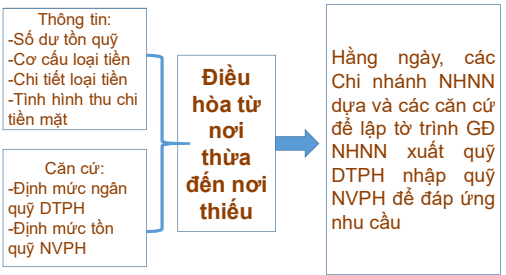 Thông tin:
-Số dư tồn quỹ
-Cơ cấu loại tiền
-Chi tiết loại tiền
-Tình hình thu chi
tiền mặt
Căn cứ:
-Định mức ngân
quỹ DTPH
-Định mức tồn
quỹ NVPH
Điều
hòa từ
nơi
thừa
đến nơi
thiếu
Hằng ngày, các
Chi nhánh NHNN
dựa và các căn cứ
để lập tờ trình GĐ
NHNN xuất quỹ
DTPH nhập quỹ
NVPH để đáp ứng
nhu cầu